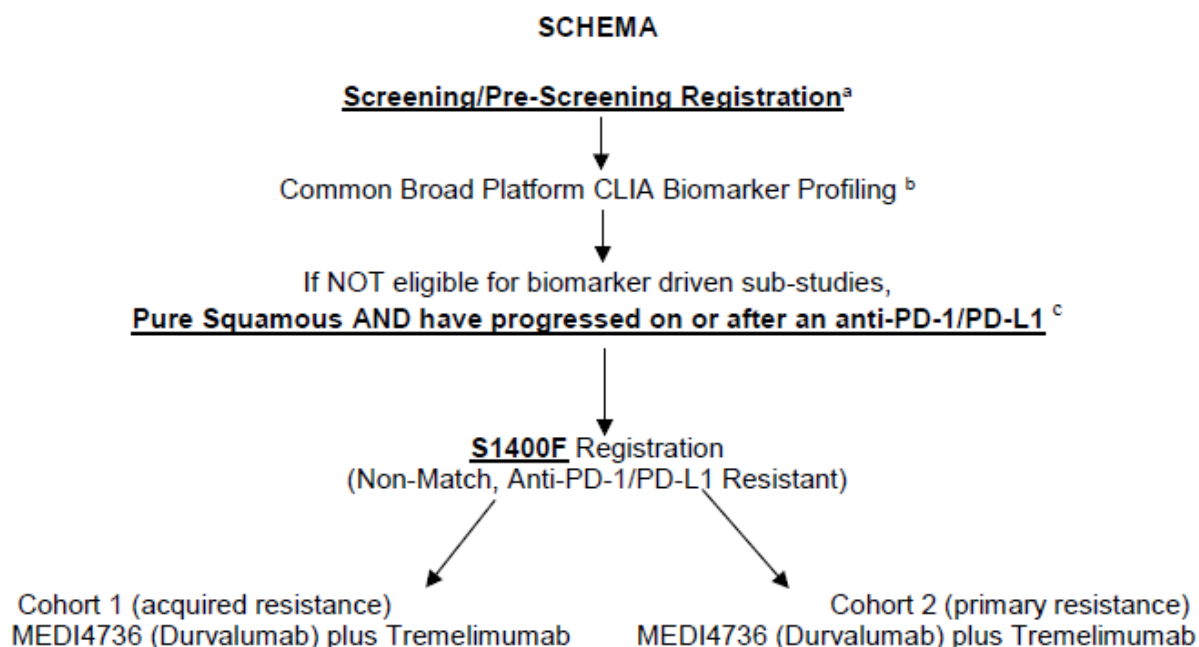 SCHEMA
Screening/Pre-Screening Registrationᵃ
Common Broad Platform CLIA Biomarker Profiling ᵇ
If NOT eligible for biomarker driven sub-studies,
Pure Squamous AND have progressed on or after an anti-PD-1/PD-L1 ᶜ
S1400F Registration
(Non-Match, Anti-PD-1/PD-L1 Resistant)
Cohort 1 (acquired resistance)
MEDI4736 (Durvalumab) plus Tremelimumab
Cohort 2 (primary resistance)
MEDI4736 (Durvalumab) plus Tremelimumab